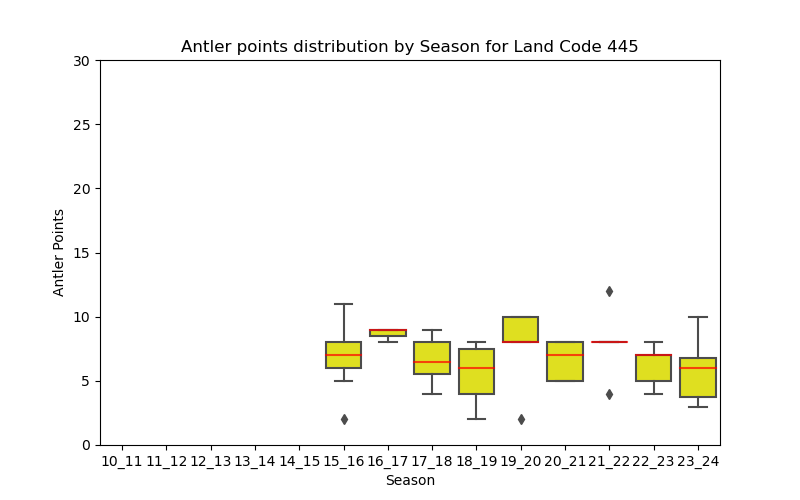 Antler points distribution by Season for Land Code 445
30
25
20
15
10
5
0
Antler Points
10_11 11_12 12_13 13_14 14_15 15_16 16_17 17_18 18_19 19_20 20_21 21_22 22_23 23_24
Season